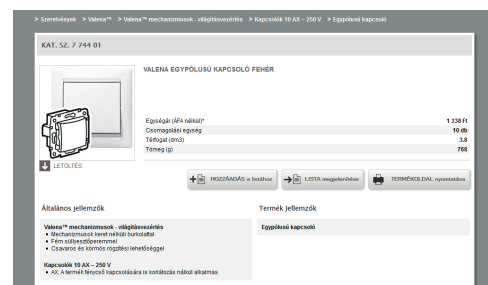 > Szerelvények > Valena™ > Valena™ mechanizmusok - világításvezérlés > Kapcsolók 10 AX – 250 V > Egypólusú kapcsoló
KAT. SZ. 7 744 01
VALENA EGYPÓLUSÚ KAPCSOLÓ FEHÉR
Egységár (ÁFA nélkül)* 1 338 Ft
Csomagolási egység 10 db
Térfogat (dm3) 3.8
Tömeg (g) 768
LETÖLTÉS
HOZZÁADÁS a listához LISTA megjelenítése TERMÉKOLDAL nyomtatása
Általános jellemzők Termék jellemzők
Valena™ mechanizmusok - világításvezérlés Egypólusú kapcsoló
• Mechanizmusok keret nélküli burkolattal
• Fém süllyesztőperemmel
• Csavaros és körmös rögzítési lehetőséggel
Kapcsolók 10 AX – 250 V
• AX: A termék fénycső kapcsolására is korlátozás nélkül alkalmas